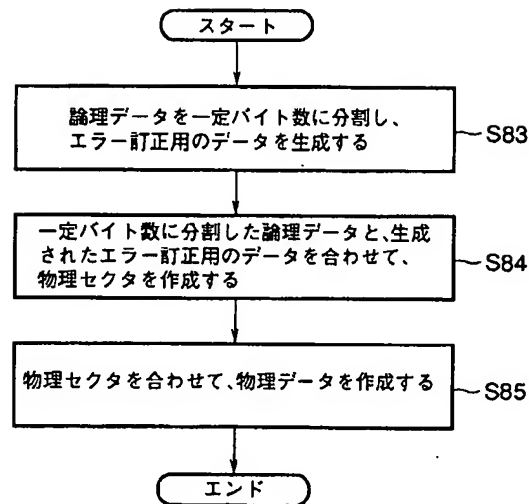 スタート
論理データを一定バイト数に分割し、
エラー訂正用のデータを生成する
S83
一定バイト数に分割した論理データと、生成
されたエラー訂正用のデータを合わせて、
物理セクタを作成する
S84
物理セクタを合わせて、物理データを作成する
S85
エンド